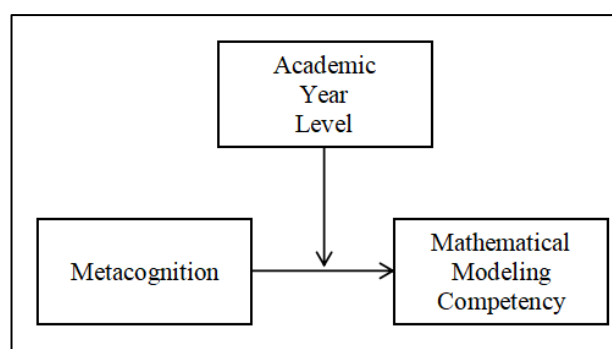 Academic
Year
Level
Metacognition
Mathematical
Modeling
Competency